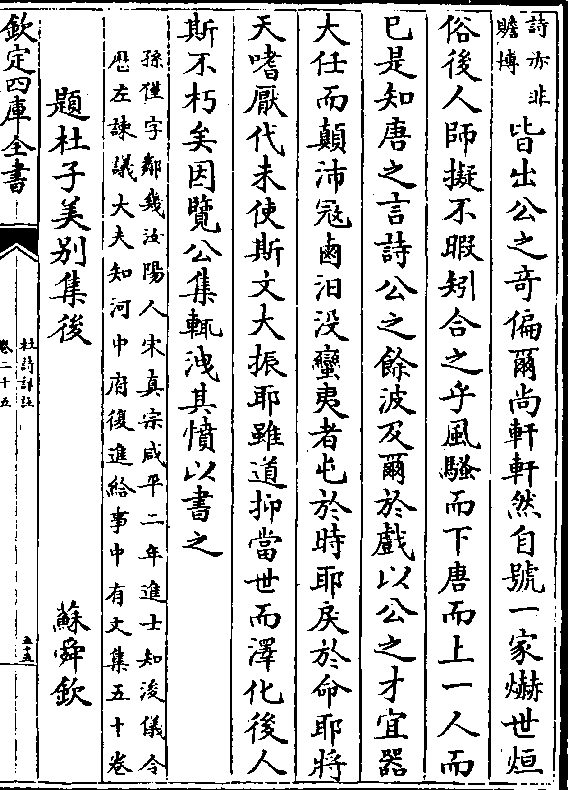 詩亦非
贍博
皆出公之竒偏爾尚軒軒然自號一家爀世烜
俗後人師擬不暇矧合之乎風騷而下唐而上一人而
已是知唐之言詩公之餘波及爾於戲以公之才宜器
大任而顛沛冦鹵汨没蠻夷者屯於時耶戾於命耶將
天嗜厭代未使斯文大振耶雖道抑當世而澤化後人
斯不朽矣因覽公集輒洩其憤以書之
孫僅字鄰幾汝陽人宋真宗咸平二年進士知浚儀令
歴左諌議大夫知河中府復進給事中有文集五十卷
題杜子美别集後
蘇舜欽
欽定四庫全書
杜詩詳註
卷二十五
五十五